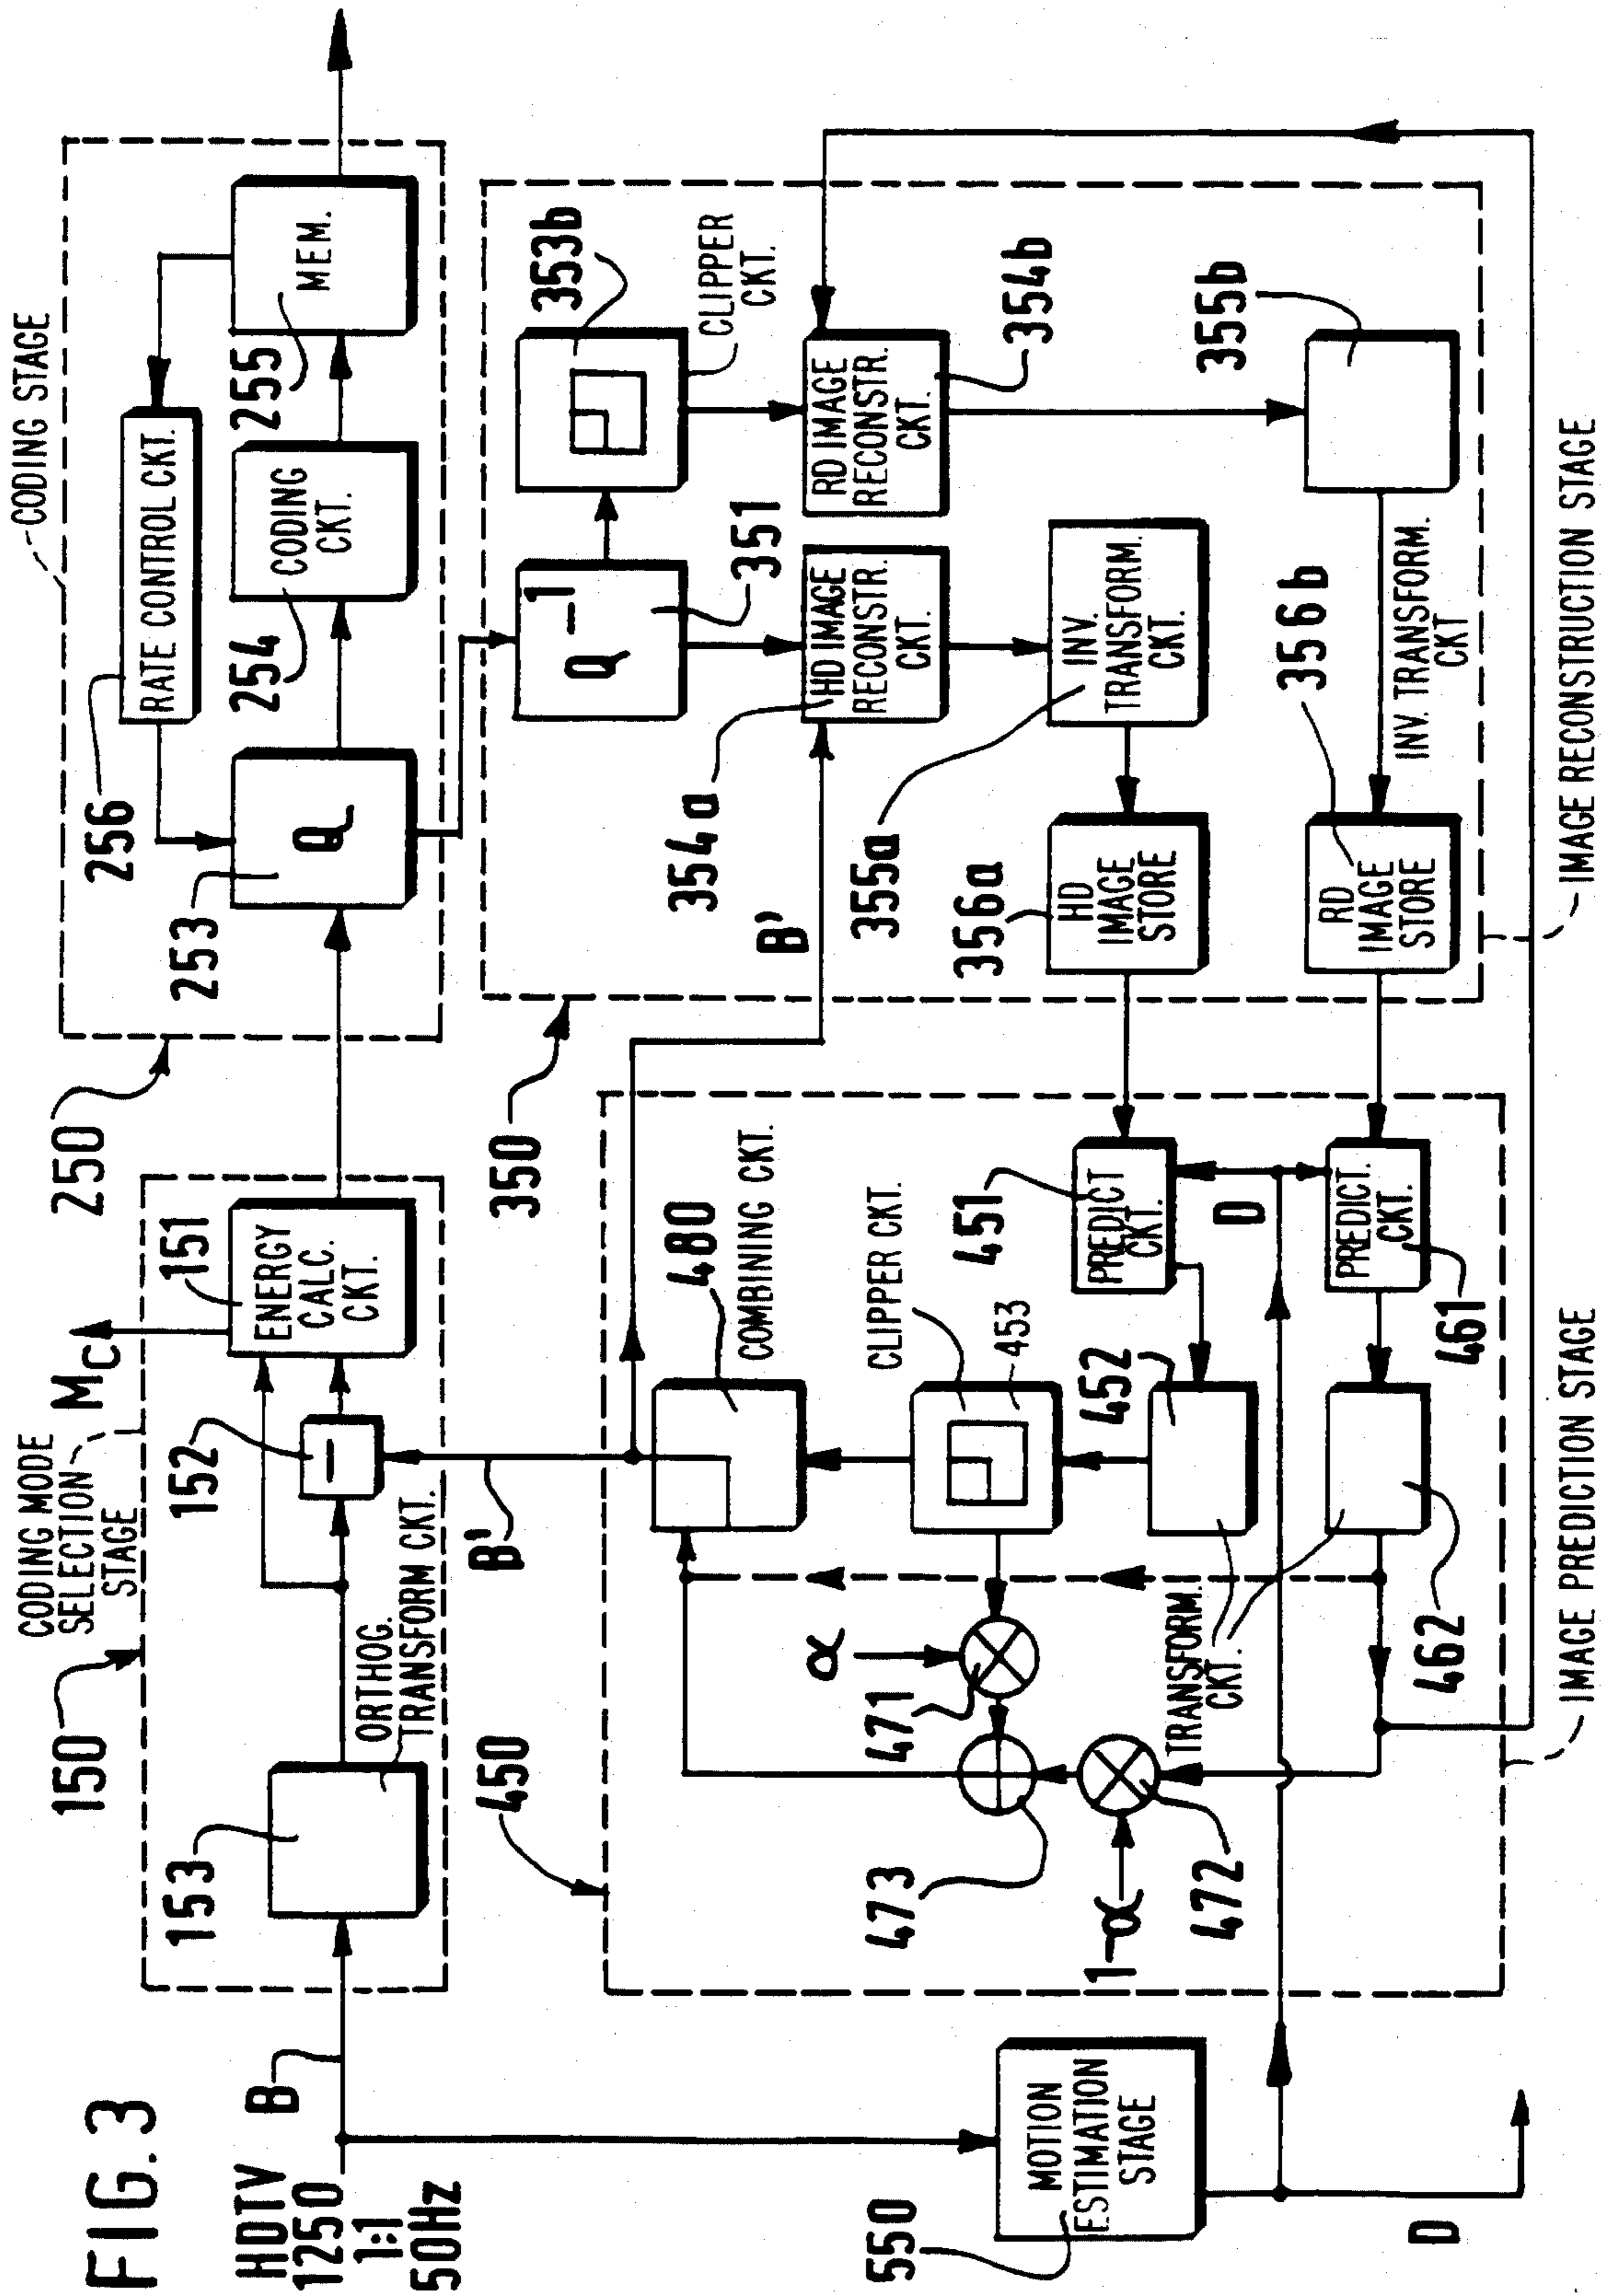 FIG. 3
HDTV
1250
1:1
50Hz
B
150
CODING MODE
SELECTION
STAGE
153
ORTHOG.
TRANSFORM CKT.
152
–
MC
151
ENERGY
CALC.
CKT.
B'
250
CODING STAGE
253
Q
256
RATE CONTROL CKT.
254
CODING
CKT.
255
MEM.
350
Q-1
351
353b
CLIPPER
CKT.
B'
354a
HD IMAGE
RECONSTR.
CKT.
RD IMAGE
RECONSTR.
CKT.
354b
355a
INV.
TRANSFORM.
CKT.
355b
INV. TRANSFORM.
CKT
356a
HD
IMAGE
STORE
356b
RD
IMAGE
STORE
IMAGE RECONSTRUCTION STAGE
450
480
COMBINING CKT.
CLIPPER CKT.
453
451
PREDICT
CKT.
452
D
PREDICT.
CKT.
461
462
TRANSFORM.
CKT.
α
471
473
1-α
472
IMAGE PREDICTION STAGE
550
MOTION
ESTIMATION
STAGE
D